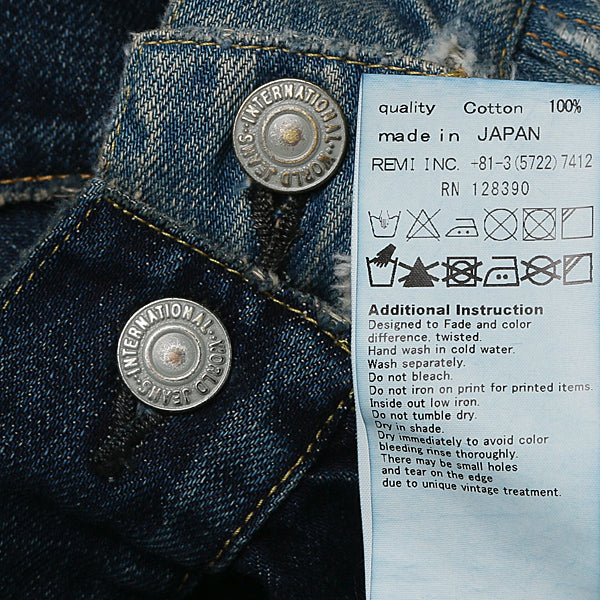 INTERNATIONAL · WORLD JEANS ·
INTERNATIONAL · WORLD JEANS ·
quality Cotton 100%
made in JAPAN
REMI INC. +81-3(5722)7412
RN 128390
Additional Instruction
Designed to Fade and color
difference, twisted.
Hand wash in cold water.
Wash separately.
Do not bleach.
Do not iron on print for printed items.
Inside out low iron.
Do not tumble dry.
Dry in shade.
Dry immediately to avoid color
bleeding rinse thoroughly.
There may be small holes
and tear on the edge
due to unique vintage treatment.